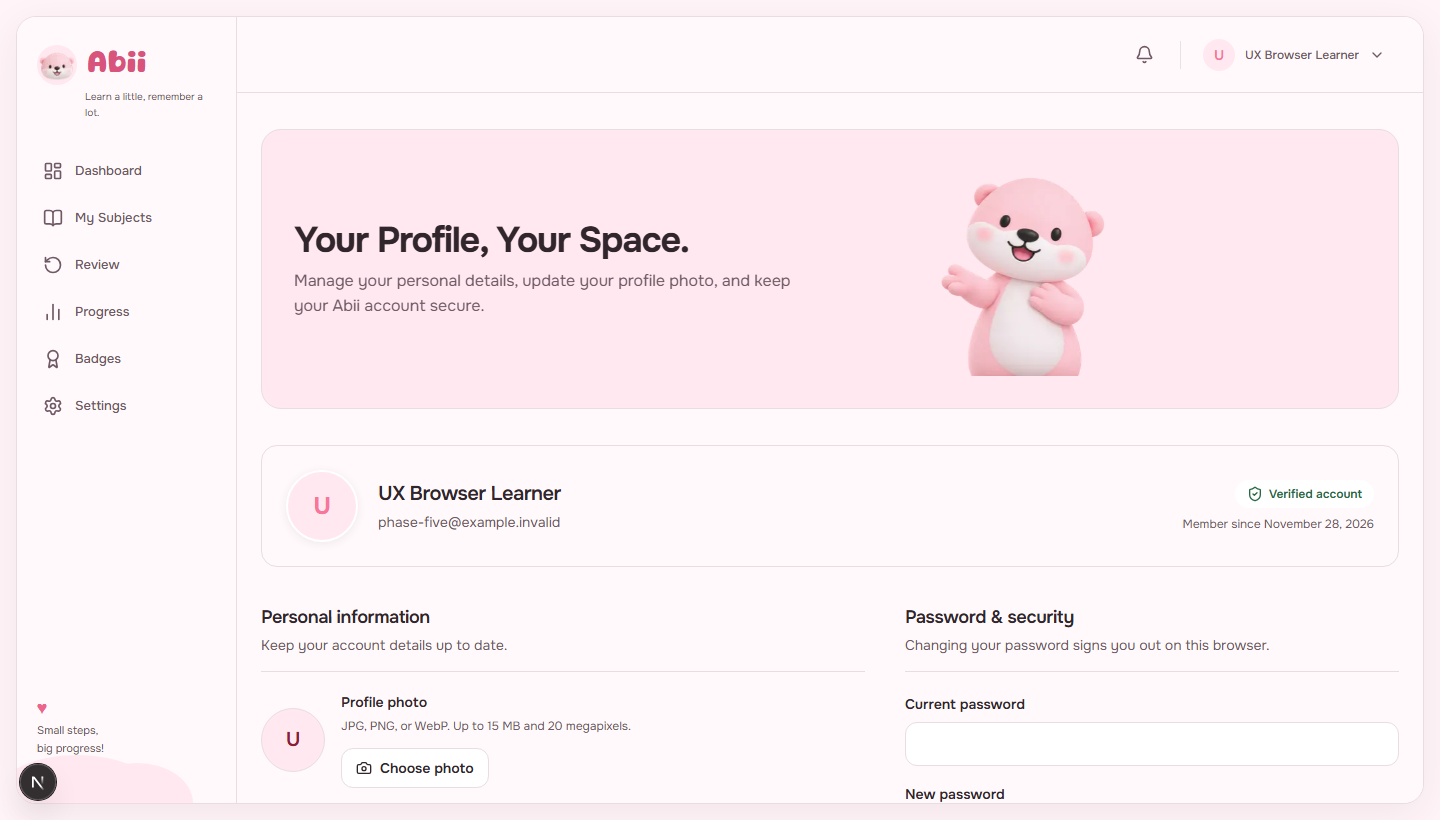 Abii
Learn a little, remember a
lot.
Dashboard
My Subjects
Review
Progress
Badges
Settings
♥
Small steps,
big progress!
N
U
UX Browser Learner
Your Profile, Your Space.
Manage your personal details, update your profile photo, and keep
your Abii account secure.
U
UX Browser Learner
phase-five@example.invalid
Verified account
Member since November 28, 2026
Personal information
Keep your account details up to date.
U
Profile photo
JPG, PNG, or WebP. Up to 15 MB and 20 megapixels.
Choose photo
Password & security
Changing your password signs you out on this browser.
Current password
New password